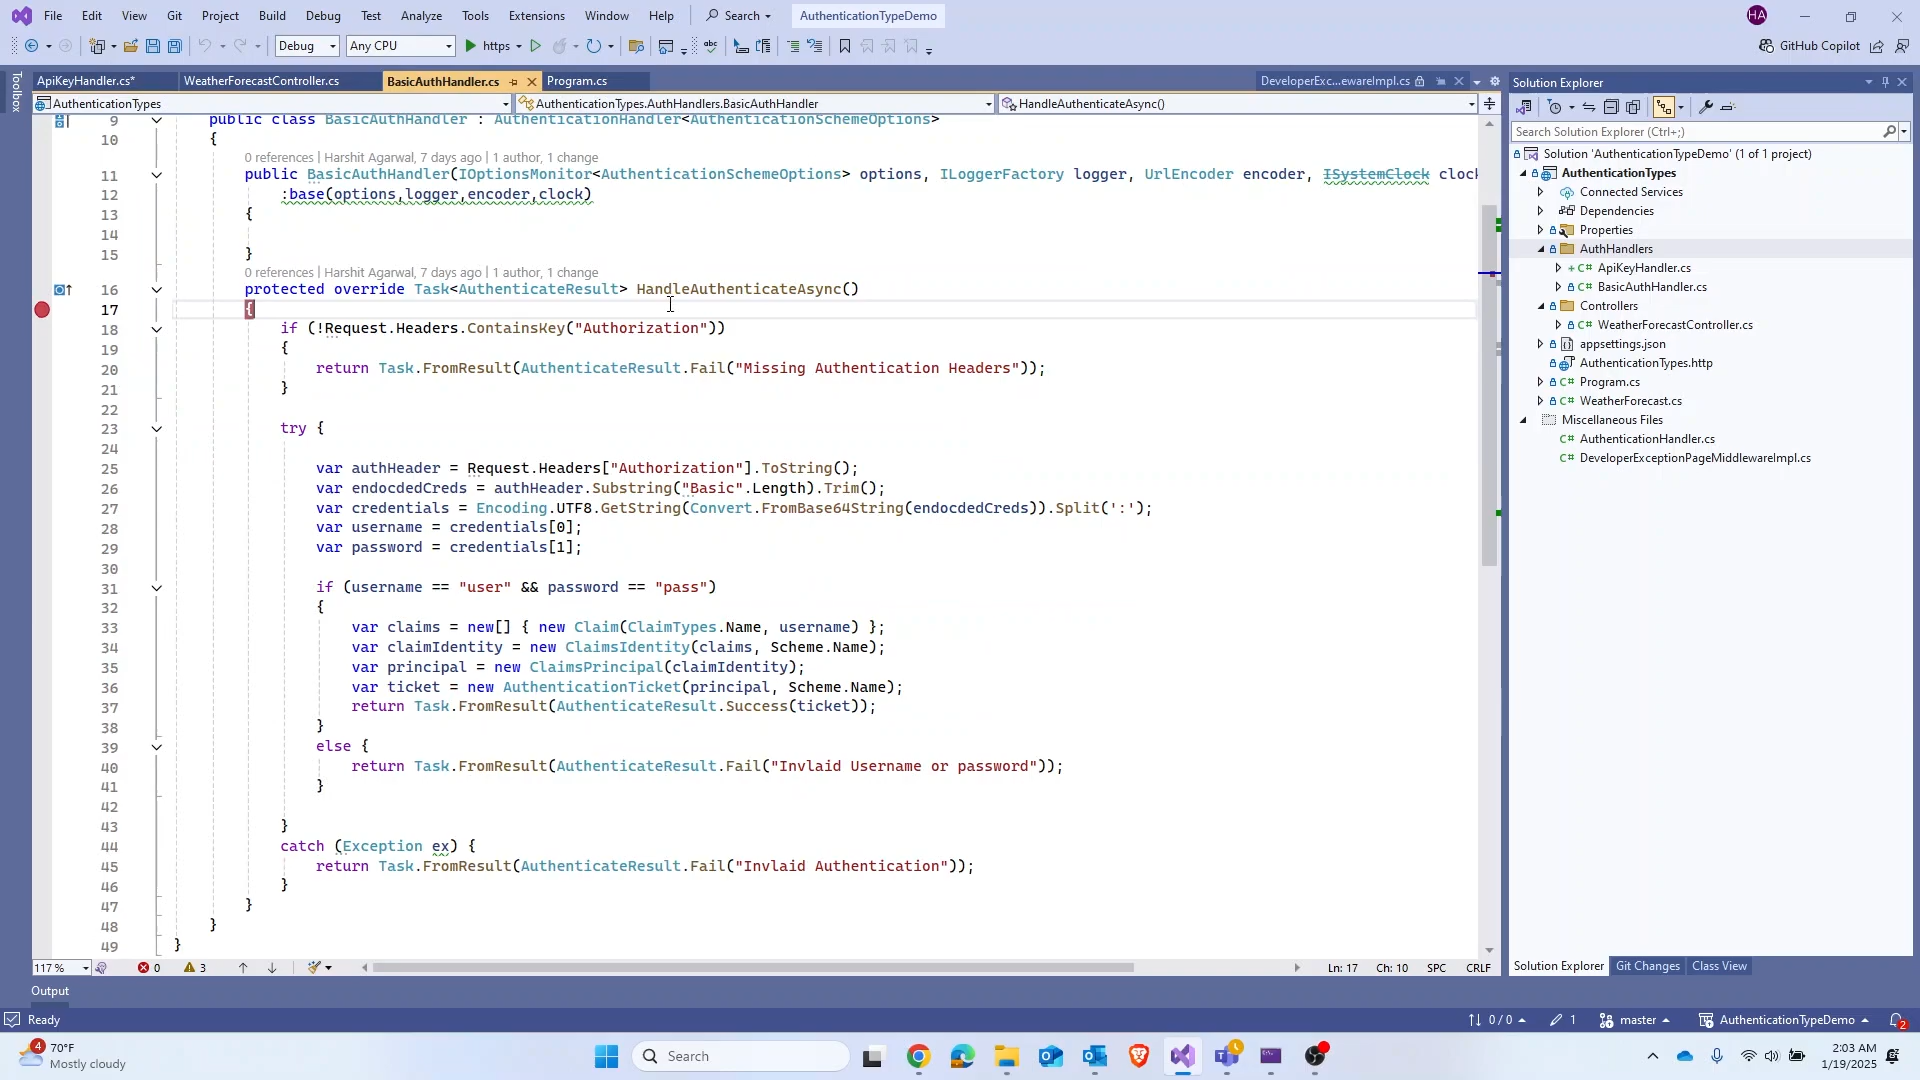 File Edit View Git Project Build Debug Test Analyze Tools Extensions Window Help Search AuthenticationTypeDemo HA
Debug Any CPU https GitHub Copilot
Toolbox
ApiKeyHandler.cs* WeatherForecastController.cs BasicAuthHandler.cs Program.cs DeveloperExc...ewareImpl.cs
AuthenticationTypes AuthenticationTypes.AuthHandlers.BasicAuthHandler HandleAuthenticateAsync()
9 public class BasicAuthHandler : AuthenticationHandler<AuthenticationSchemeOptions>
10 {
0 references | Harshit Agarwal, 7 days ago | 1 author, 1 change
11 public BasicAuthHandler(IOptionsMonitor<AuthenticationSchemeOptions> options, ILoggerFactory logger, UrlEncoder encoder, ISystemClock clock
12 :base(options,logger,encoder,clock)
13 {
14
15 }
0 references | Harshit Agarwal, 7 days ago | 1 author, 1 change
16 protected override Task<AuthenticateResult> HandleAuthenticateAsync()
17 {
18 if (!Request.Headers.ContainsKey("Authorization"))
19 {
20 return Task.FromResult(AuthenticateResult.Fail("Missing Authentication Headers"));
21 }
22
23 try {
24
25 var authHeader = Request.Headers["Authorization"].ToString();
26 var endocdedCreds = authHeader.Substring("Basic".Length).Trim();
27 var credentials = Encoding.UTF8.GetString(Convert.FromBase64String(endocdedCreds)).Split(':');
28 var username = credentials[0];
29 var password = credentials[1];
30
31 if (username == "user" && password == "pass")
32 {
33 var claims = new[] { new Claim(ClaimTypes.Name, username) };
34 var claimIdentity = new ClaimsIdentity(claims, Scheme.Name);
35 var principal = new ClaimsPrincipal(claimIdentity);
36 var ticket = new AuthenticationTicket(principal, Scheme.Name);
37 return Task.FromResult(AuthenticateResult.Success(ticket));
38 }
39 else {
40 return Task.FromResult(AuthenticateResult.Fail("Invlaid Username or password"));
41 }
42
43 }
44 catch (Exception ex) {
45 return Task.FromResult(AuthenticateResult.Fail("Invlaid Authentication"));
46 }
47 }
48 }
49 }
117 % 0 3 Ln: 17 Ch: 10 SPC CRLF
Solution Explorer
Search Solution Explorer (Ctrl+;)
Solution 'AuthenticationTypeDemo' (1 of 1 project)
AuthenticationTypes
Connected Services
Dependencies
Properties
AuthHandlers
C# ApiKeyHandler.cs
C# BasicAuthHandler.cs
Controllers
C# WeatherForecastController.cs
appsettings.json
AuthenticationTypes.http
C# Program.cs
C# WeatherForecast.cs
Miscellaneous Files
C# AuthenticationHandler.cs
C# DeveloperExceptionPageMiddlewareImpl.cs
Solution Explorer Git Changes Class View
Output
Ready 0 / 0 1 master AuthenticationTypeDemo 2
4 70°F
Mostly cloudy
Search
2:03 AM
1/19/2025